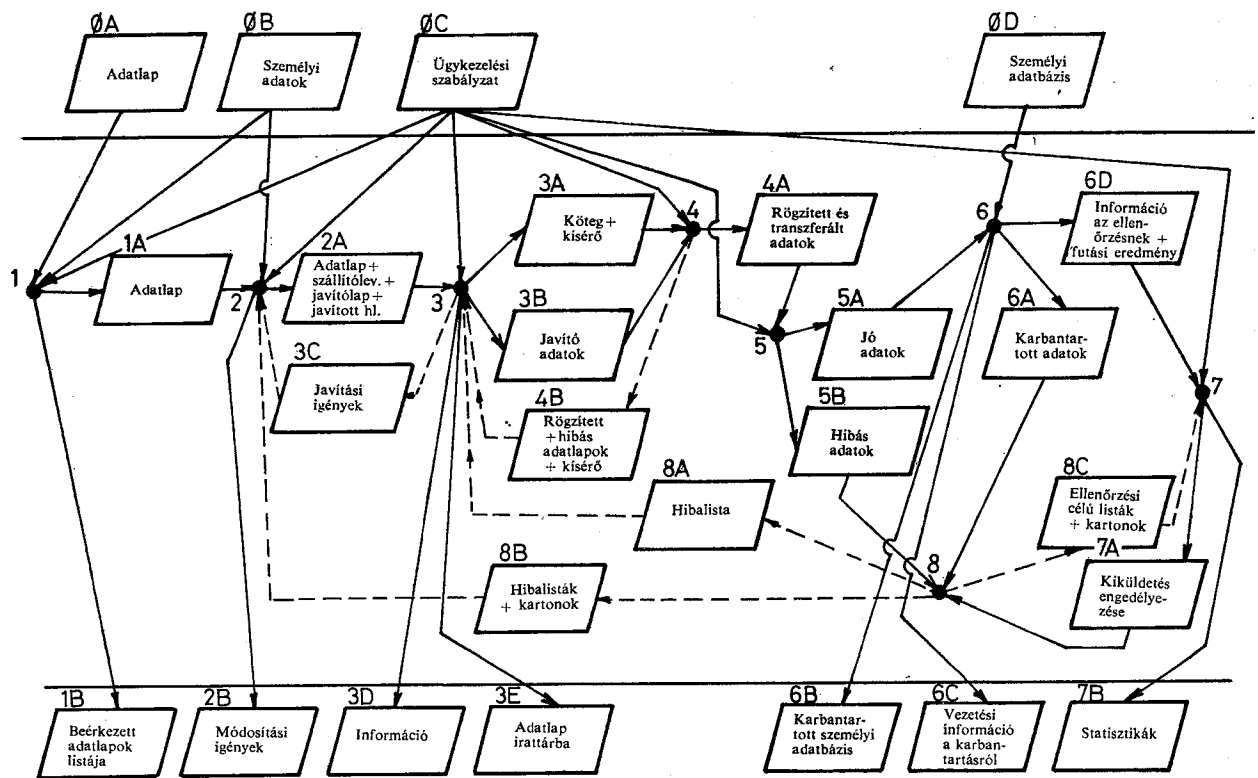 ØA
Adatlap
ØB
Személyi
adatok
ØC
Ügykezelési
szabályzat
ØD
Személyi
adatbázis
1
1A
Adatlap
2
2A
Adatlap+
szállítólev.+
javítólap+
javított hl.
3
3A
Köteg+
kísérő
3B
Javító
adatok
3C
Javítási
igények
4
4A
Rögzített és
transzferált
adatok
4B
Rögzített
+hibás
adatlapok
+ kísérő
5
5A
Jó
adatok
5B
Hibás
adatok
6
6D
Információ
az ellen-
őrzésnek +
futási eredmény
6A
Karbantar-
tott adatok
7
8A
Hibalista
8B
Hibalisták
+ kartonok
8
8C
Ellenőrzési
célú listák
+ kartonok
7A
Kiküldetés
engedélye-
zése
1B
Beérkezett
adatlapok
listája
2B
Módosítási
igények
3D
Információ
3E
Adatlap
irattárba
6B
Karbantar-
tott személyi
adatbázis
6C
Vezetési
információ
a karban-
tartásról
7B
Statisztikák